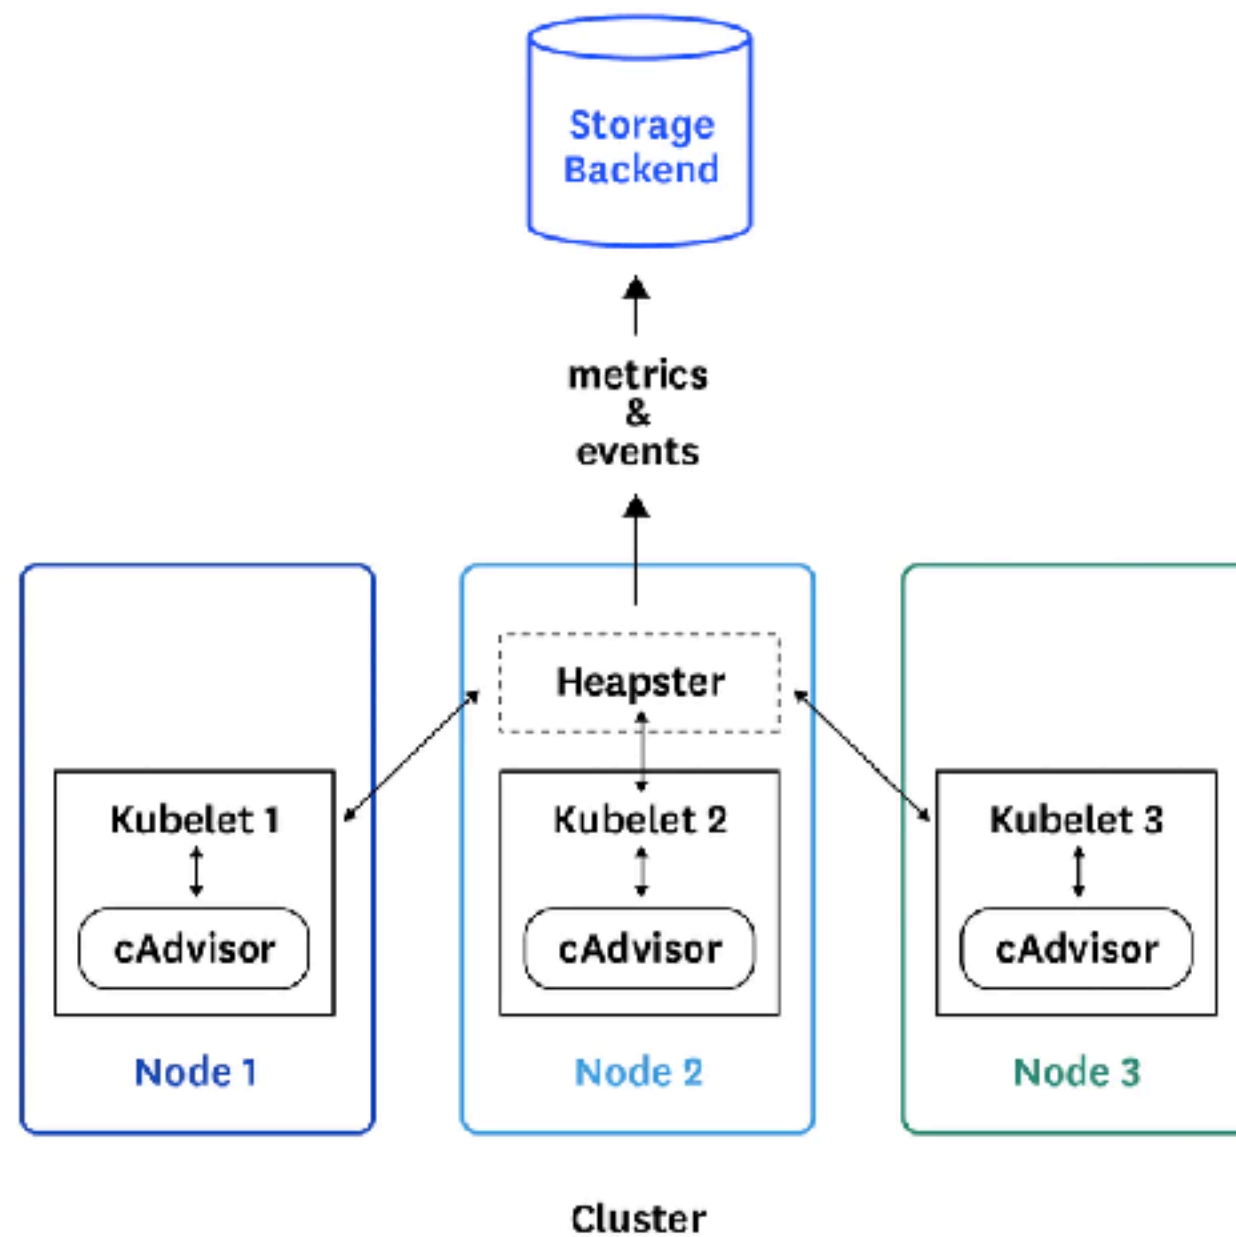 Storage
Backend
metrics
&
events
Heapster
Kubelet 1
Kubelet 2
Kubelet 3
cAdvisor
cAdvisor
cAdvisor
Node 1
Node 2
Node 3
Cluster